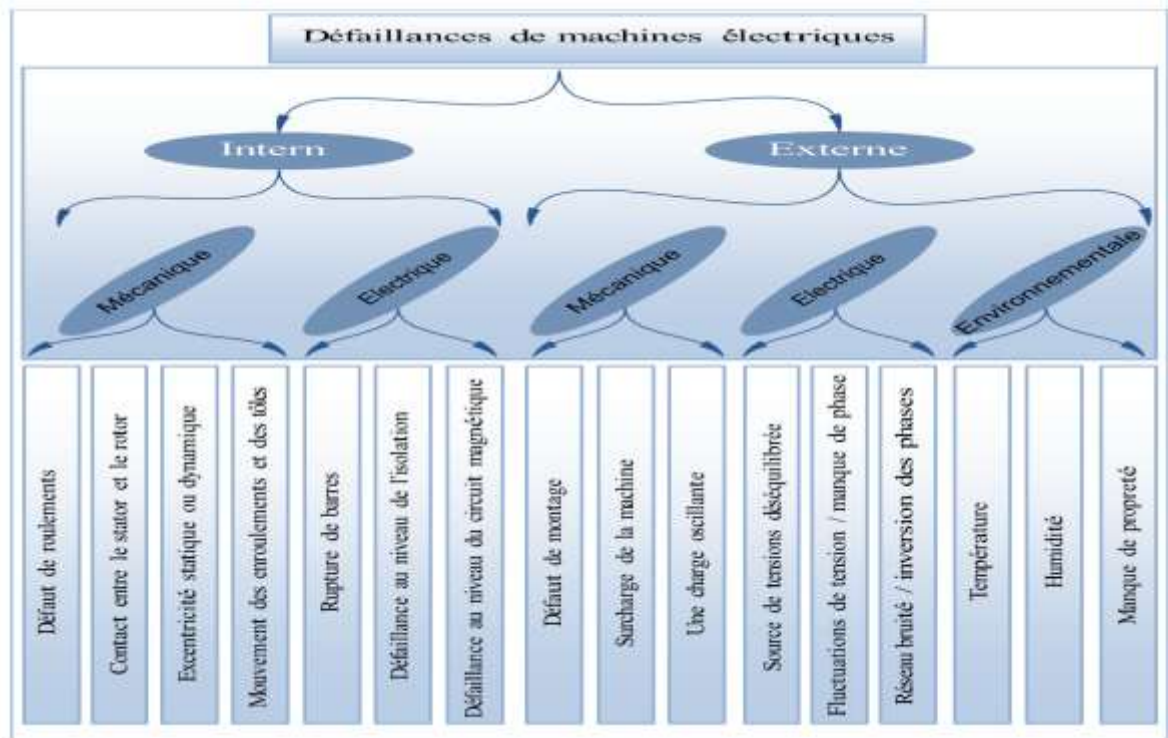 Défaillances de machines électriques
Intern
Externe
Mécanique
Electrique
Mécanique
Electrique
Environnementale
Défaut de roulements
Contact entre le stator et le rotor
Excentricité statique ou dynamique
Mouvement des enroulements et des tôles
Rupture de barres
Défaillance au niveau de l'isolation
Défaillance au niveau du circuit magnétique
Défaut de montage
Surcharge de la machine
Une charge oscillante
Source de tensions déséquilibrée
Fluctuations de tension / manque de phase
Réseau bruité / inversion des phases
Température
Humidité
Manque de propreté